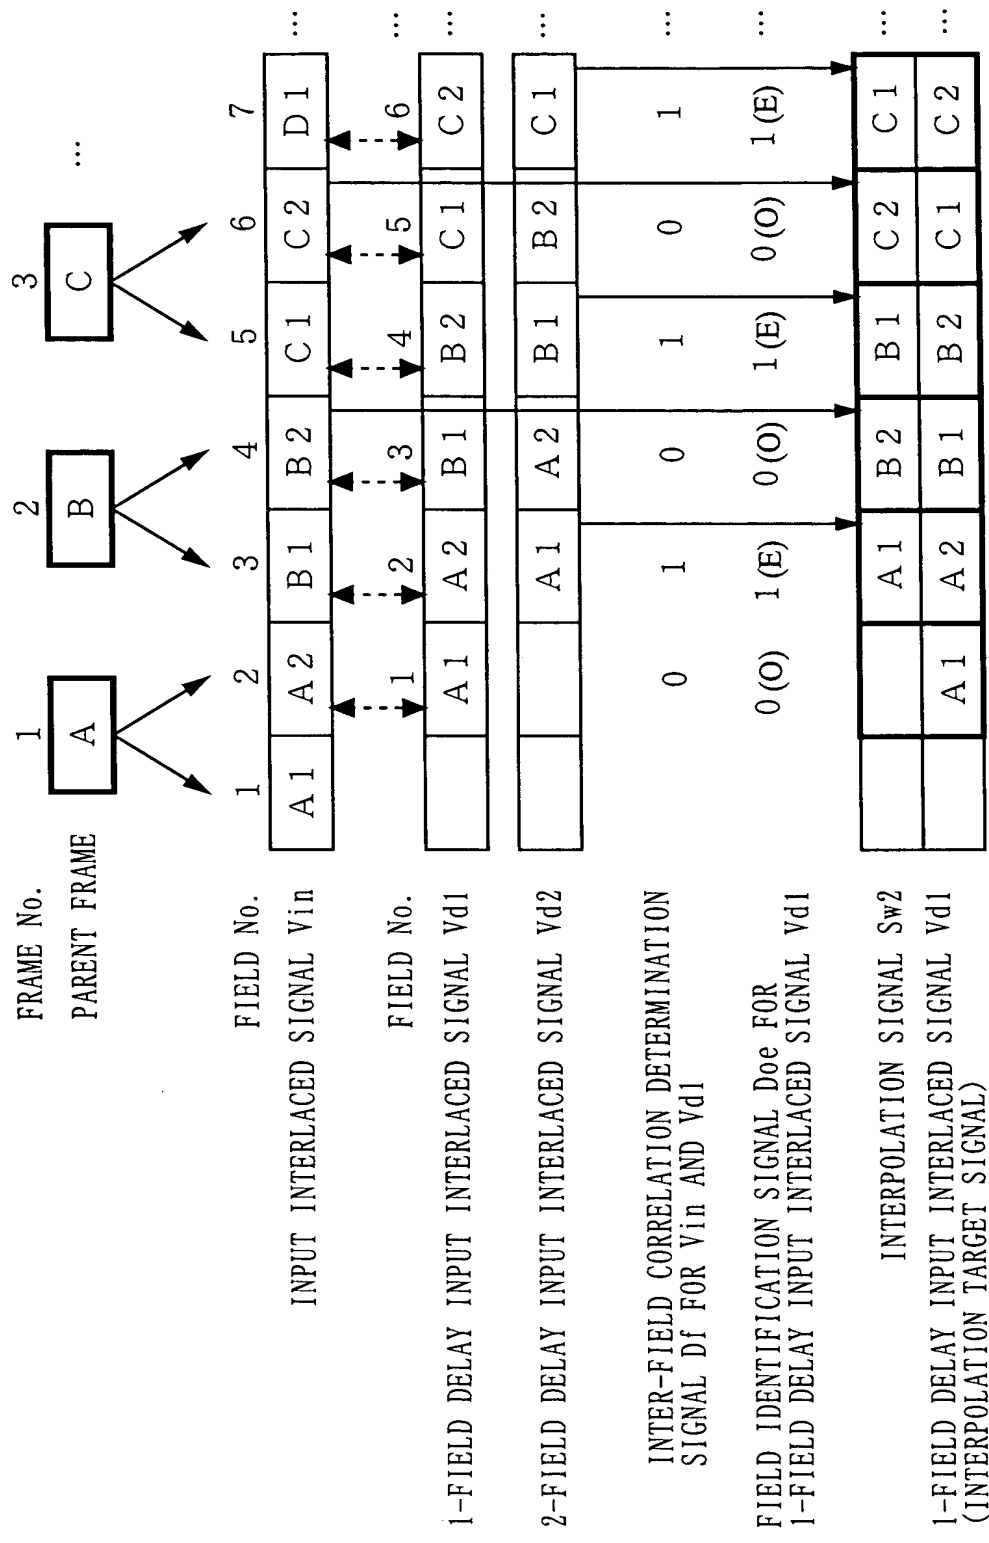 FRAME No. 1 2 3
PARENT FRAME A B C ...
FIELD No. 1 2 3 4 5 6 7
INPUT INTERLACED SIGNAL Vin A1 A2 B1 B2 C1 C2 D1 ...
FIELD No. 1 2 3 4 5 6 ...
1-FIELD DELAY INPUT INTERLACED SIGNAL Vd1 A1 A2 B1 B2 C1 C2 ...
2-FIELD DELAY INPUT INTERLACED SIGNAL Vd2 A1 A2 B1 B2 C1 ...
INTER-FIELD CORRELATION DETERMINATION
SIGNAL Df FOR Vin AND Vd1 0 1 0 1 0 1 ...
FIELD IDENTIFICATION SIGNAL Doe FOR
1-FIELD DELAY INPUT INTERLACED SIGNAL Vd1 0(O) 1(E) 0(O) 1(E) 0(O) 1(E) ...
INTERPOLATION SIGNAL Sw2 A1 B2 B1 C2 C1 ...
1-FIELD DELAY INPUT INTERLACED SIGNAL Vd1 A1 A2 B1 B2 C1 C2 ...
(INTERPOLATION TARGET SIGNAL)